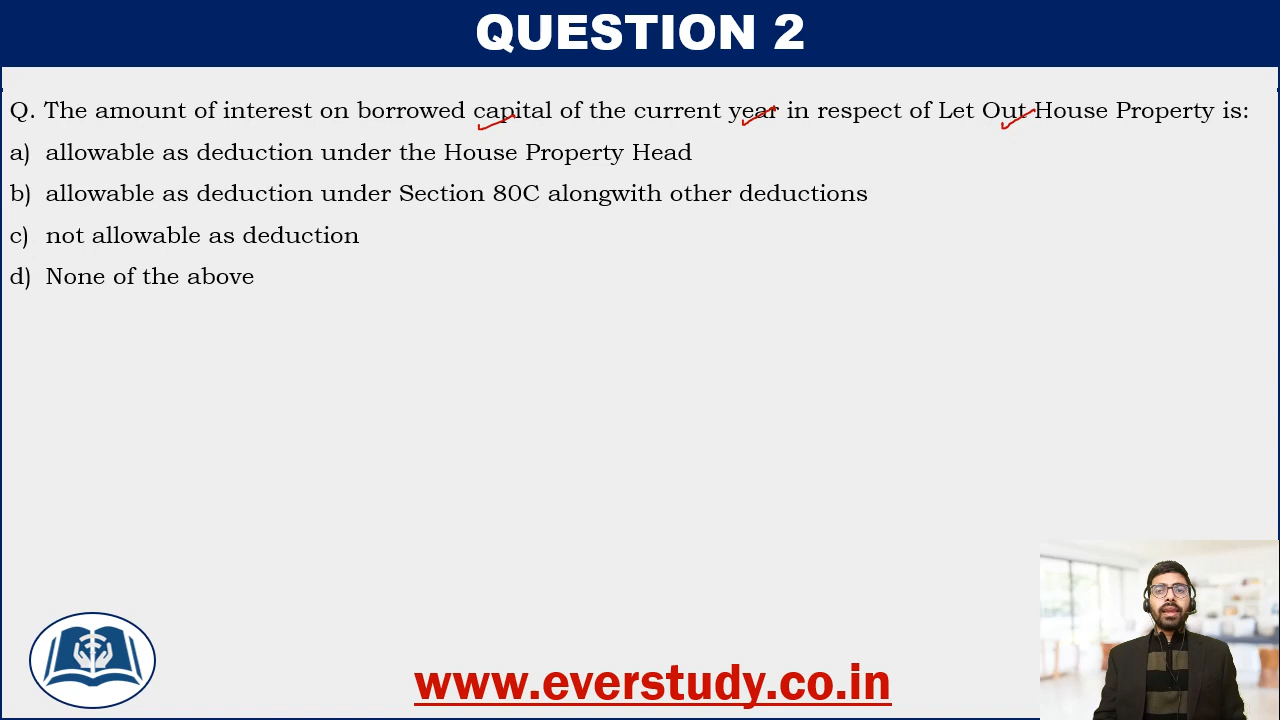 QUESTION 2
Q. The amount of interest on borrowed capital of the current year in respect of Let Out House Property is:
a) allowable as deduction under the House Property Head
b) allowable as deduction under Section 80C alongwith other deductions
c) not allowable as deduction
d) None of the above
www.everstudy.co.in